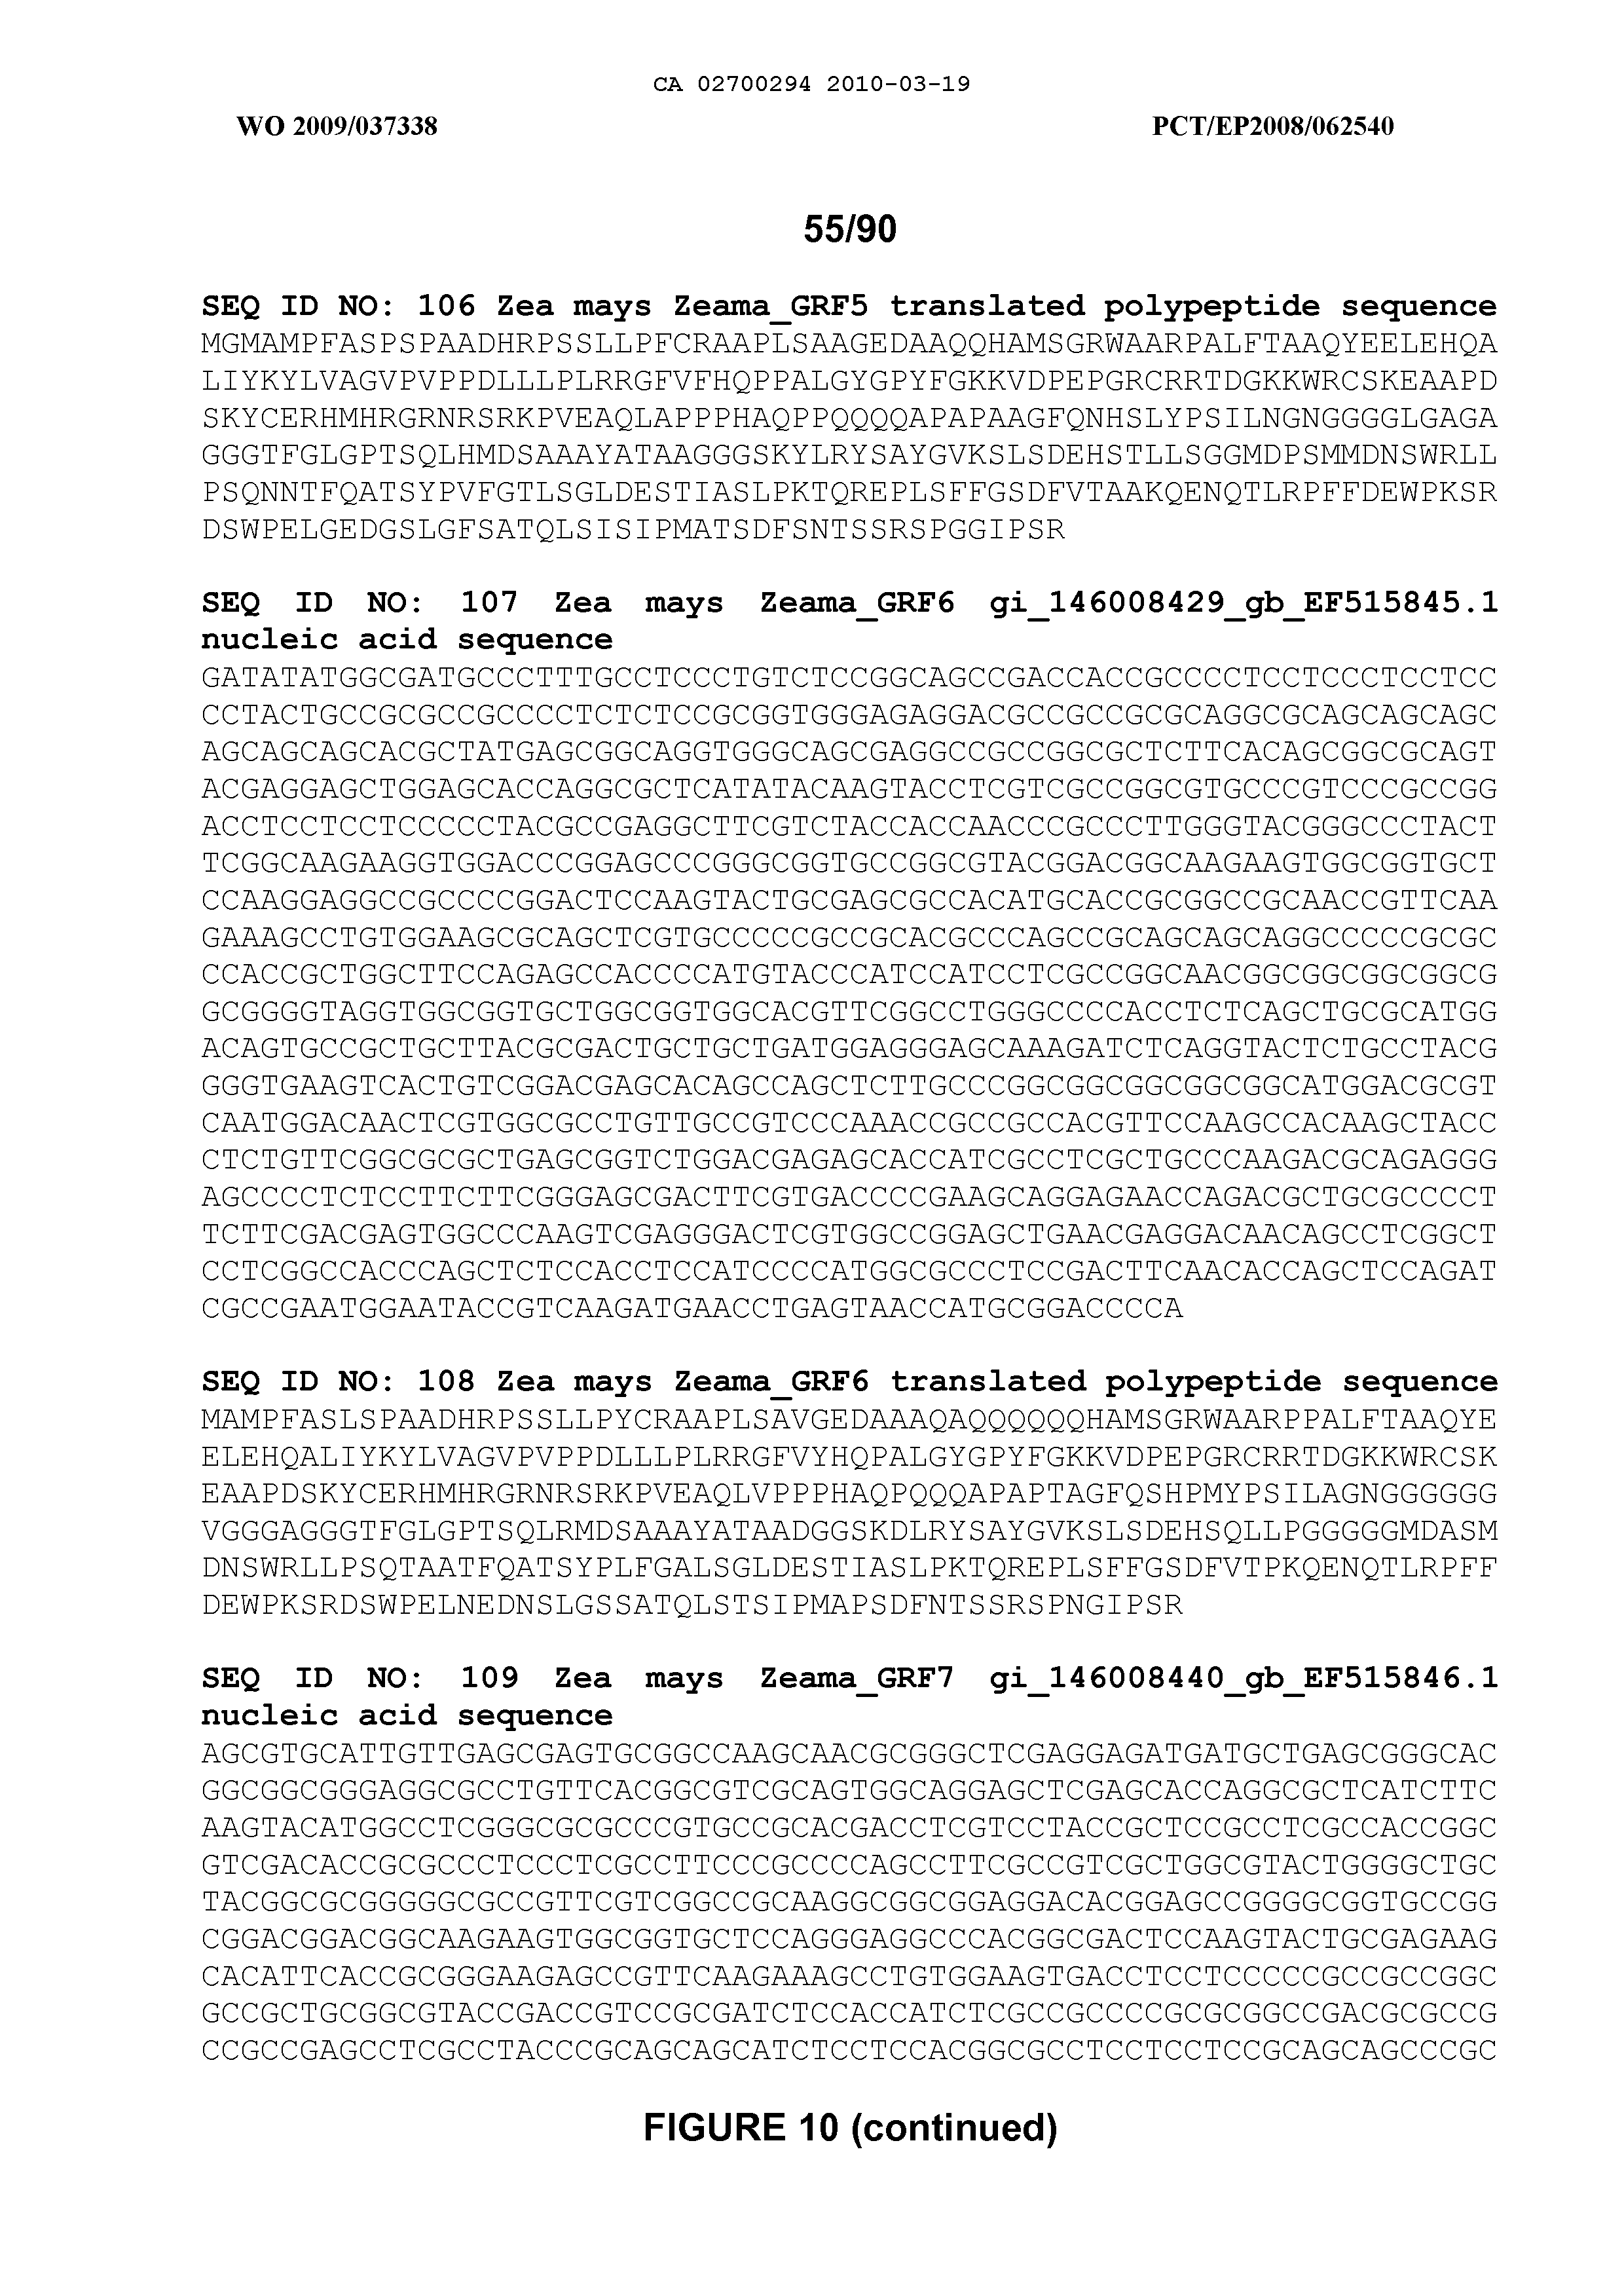 CA 02700294 2010-03-19
WO 2009/037338
PCT/EP2008/062540
55/90
SEQ ID NO: 106 Zea mays Zeama_GRF5 translated polypeptide sequence
MGMAMPFASPSPAADHRPSSLLPFCRAAPLSAAGEDAAQQHAMSGRWAARPALFTAAQYEELEHQA
LIYKYLVAGVPVPPDLLLPLRRGFVFHQPPALGYGPYFGKKVDPEPGRCRRTDGKKWRCSKEAAPD
SKYCERHMHRGRNRSRKPVEAQLAPPPHAQPPQQQQAPAPAAGFQNHSLYPSILNGNGGGGLGAGA
GGGTFGLGPTSQLHMDSAAAYATAAGGGSKYLRYSAYGVKSLSDEHSTLLSGGMDPSMMDNSWRLL
PSQNNTFQATSYPVFGTLSGLDESTIASLPKTQREPLSFFGSDFVTAAKQENQTLRPFFDEWPKSR
DSWPELGEDGSLGFSATQLSISIPMATSDFSNTSSRSPGGIPSR
SEQ ID NO: 107 Zea mays Zeama_GRF6 gi_146008429_gb_EF515845.1
nucleic acid sequence
GATATATGGCGATGCCCTTTGCCTCCCTGTCTCCGGCAGCCGACCACCGCCCCTCCTCCCTCCTCC
CCTACTGCCGCGCCGCCCCTCTCTCCGCGGTGGGAGAGGACGCCGCCGCGCAGGCGCAGCAGCAGC
AGCAGCAGCACGCTATGAGCGGCAGGTGGGCAGCGAGGCCGCCGGCGCTCTTCACAGCGGCGCAGT
ACGAGGAGCTGGAGCACCAGGCGCTCATATACAAGTACCTCGTCGCCGGCGTGCCCGTCCCGCCGG
ACCTCCTCCTCCCCCTACGCCGAGGCTTCGTCTACCACCAACCCGCCCTTGGGTACGGGCCCTACT
TCGGCAAGAAGGTGGACCCGGAGCCCGGGCGGTGCCGGCGTACGGACGGCAAGAAGTGGCGGTGCT
CCAAGGAGGCCGCCCCGGACTCCAAGTACTGCGAGCGCCACATGCACCGCGGCCGCAACCGTTCAA
GAAAGCCTGTGGAAGCGCAGCTCGTGCCCCCGCCGCACGCCCAGCCGCAGCAGCAGGCCCCCGCGC
CCACCGCTGGCTTCCAGAGCCACCCCATGTACCCATCCATCCTCGCCGGCAACGGCGGCGGCGGCG
GCGGGGTAGGTGGCGGTGCTGGCGGTGGCACGTTCGGCCTGGGCCCCACCTCTCAGCTGCGCATGG
ACAGTGCCGCTGCTTACGCGACTGCTGCTGATGGAGGGAGCAAAGATCTCAGGTACTCTGCCTACG
GGGTGAAGTCACTGTCGGACGAGCACAGCCAGCTCTTGCCCGGCGGCGGCGGCGGCATGGACGCGT
CAATGGACAACTCGTGGCGCCTGTTGCCGTCCCAAACCGCCGCCACGTTCCAAGCCACAAGCTACC
CTCTGTTCGGCGCGCTGAGCGGTCTGGACGAGAGCACCATCGCCTCGCTGCCCAAGACGCAGAGGG
AGCCCCTCTCCTTCTTCGGGAGCGACTTCGTGACCCCGAAGCAGGAGAACCAGACGCTGCGCCCCT
TCTTCGACGAGTGGCCCAAGTCGAGGGACTCGTGGCCGGAGCTGAACGAGGACAACAGCCTCGGCT
CCTCGGCCACCCAGCTCTCCACCTCCATCCCCATGGCGCCCTCCGACTTCAACACCAGCTCCAGAT
CGCCGAATGGAATACCGTCAAGATGAACCTGAGTAACCATGCGGACCCCA
SEQ ID NO: 108 Zea mays Zeama_GRF6 translated polypeptide sequence
MAMPFASLSPAADHRPSSLLPYCRAAPLSAVGEDAAAQAQQQQQQHAMSGRWAARPPALFTAAQYE
ELEHQALIYKYLVAGVPVPPDLLLPLRRGFVYHQPALGYGPYFGKKVDPEPGRCRRTDGKKWRCSK
EAAPDSKYCERHMHRGRNRSRKPVEAQLVPPPHAQPQQQAPAPTAGFQSHPMYPSILAGNGGGGGG
VGGGAGGGTFGLGPTSQLRMDSAAAYATAADGGSKDLRYSAYGVKSLSDEHSQLLPGGGGGMDASM
DNSWRLLPSQTAATFQATSYPLFGALSGLDESTIASLPKTQREPLSFFGSDFVTPKQENQTLRPFF
DEWPKSRDSWPELNEDNSLGSSATQLSTSIPMAPSDFNTSSRSPNGIPSR
SEQ ID NO: 109 Zea mays Zeama_GRF7 gi_146008440_gb_EF515846.1
nucleic acid sequence
AGCGTGCATTGTTGAGCGAGTGCGGCCAAGCAACGCGGGCTCGAGGAGATGATGCTGAGCGGGCAC
GGCGGCGGGAGGCGCCTGTTCACGGCGTCGCAGTGGCAGGAGCTCGAGCACCAGGCGCTCATCTTC
AAGTACATGGCCTCGGGCGCGCCCGTGCCGCACGACCTCGTCCTACCGCTCCGCCTCGCCACCGGC
GTCGACACCGCGCCCTCCCTCGCCTTCCCGCCCCAGCCTTCGCCGTCGCTGGCGTACTGGGGCTGC
TACGGCGCGGGGGCGCCGTTCGTCGGCCGCAAGGCGGCGGAGGACACGGAGCCGGGGCGGTGCCGG
CGGACGGACGGCAAGAAGTGGCGGTGCTCCAGGGAGGCCCACGGCGACTCCAAGTACTGCGAGAAG
CACATTCACCGCGGGAAGAGCCGTTCAAGAAAGCCTGTGGAAGTGACCTCCTCCCCCGCCGCCGGC
GCCGCTGCGGCGTACCGACCGTCCGCGATCTCCACCATCTCGCCGCCCCGCGCGGCCGACGCGCCG
CCGCCGAGCCTCGCCTACCCGCAGCAGCATCTCCTCCACGGCGCCTCCTCCTCCGCAGCAGCCCGC
FIGURE 10 (continued)